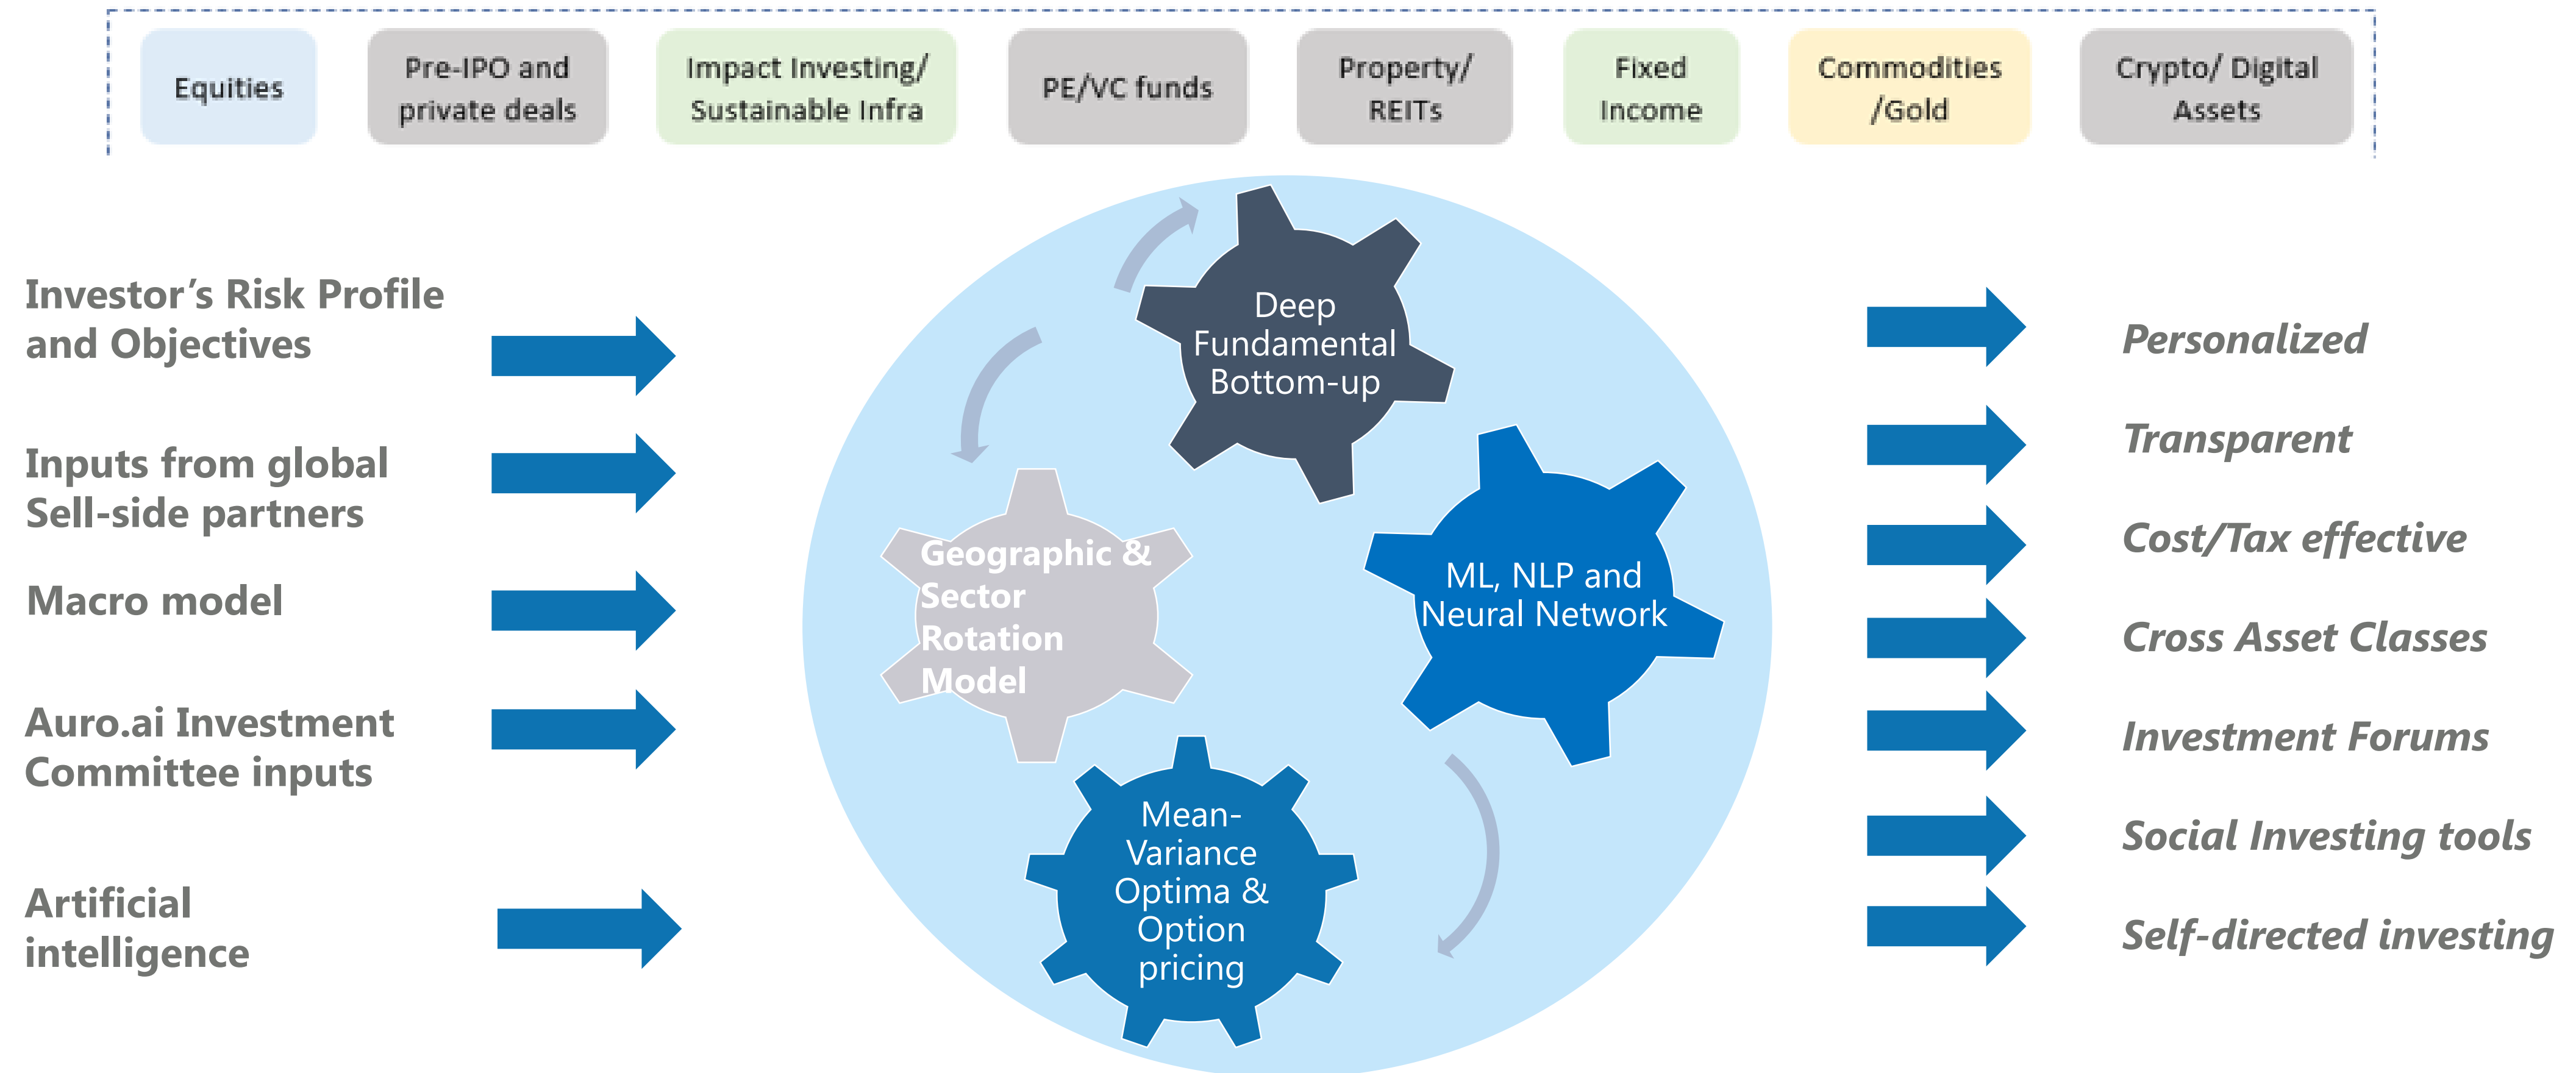 Equities
Pre-IPO and
private deals
Impact Investing/
Sustainable Infra
PE/VC funds
Property/
REITs
Fixed
Income
Commodities
/Gold
Crypto/ Digital
Assets
Investor’s Risk Profile
and Objectives
Inputs from global
Sell-side partners
Macro model
Auro.ai Investment
Committee inputs
Artificial
intelligence
Deep
Fundamental
Bottom-up
Geographic &
Sector
Rotation
Model
ML, NLP and
Neural Network
Mean-
Variance
Optima &
Option
pricing
Personalized
Transparent
Cost/Tax effective
Cross Asset Classes
Investment Forums
Social Investing tools
Self-directed investing